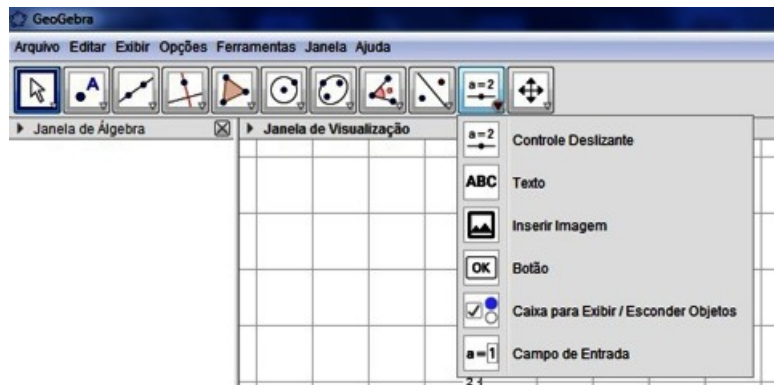 GeoGebra
Arquivo Editar Exibir Opções Ferramentas Janela Ajuda
A
a=2
Janela de Álgebra
Janela de Visualização
a=2 Controle Deslizante
ABC Texto
Inserir Imagem
OK Botão
Caixa para Exibir / Esconder Objetos
a=1 Campo de Entrada